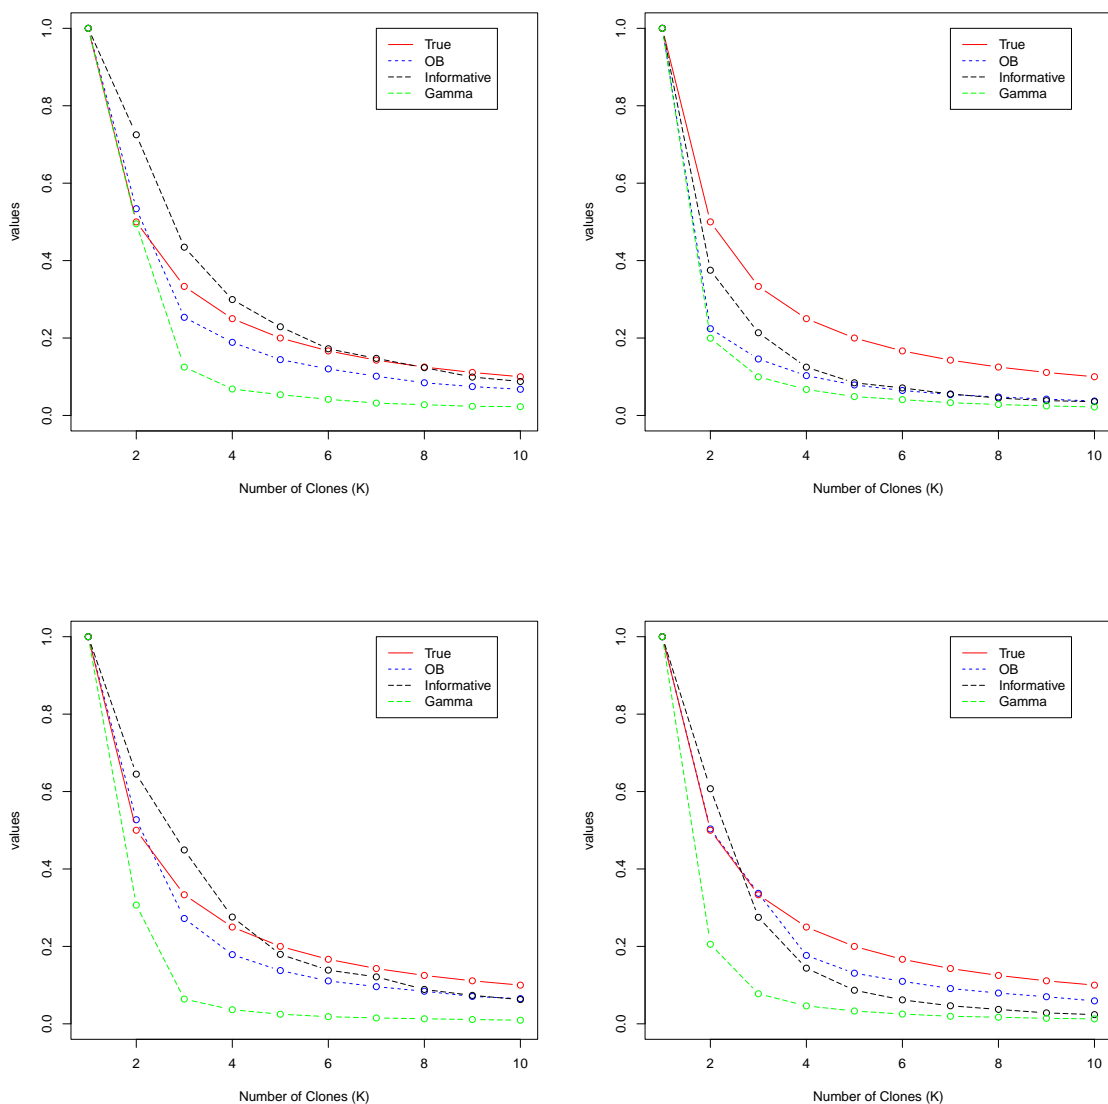 True
OB
Informative
Gamma
values
0.0
0.2
0.4
0.6
0.8
1.0
2
4
6
8
10
Number of Clones (K)
True
OB
Informative
Gamma
values
0.0
0.2
0.4
0.6
0.8
1.0
2
4
6
8
10
Number of Clones (K)
True
OB
Informative
Gamma
values
0.0
0.2
0.4
0.6
0.8
1.0
2
4
6
8
10
Number of Clones (K)
True
OB
Informative
Gamma
values
0.0
0.2
0.4
0.6
0.8
1.0
2
4
6
8
10
Number of Clones (K)